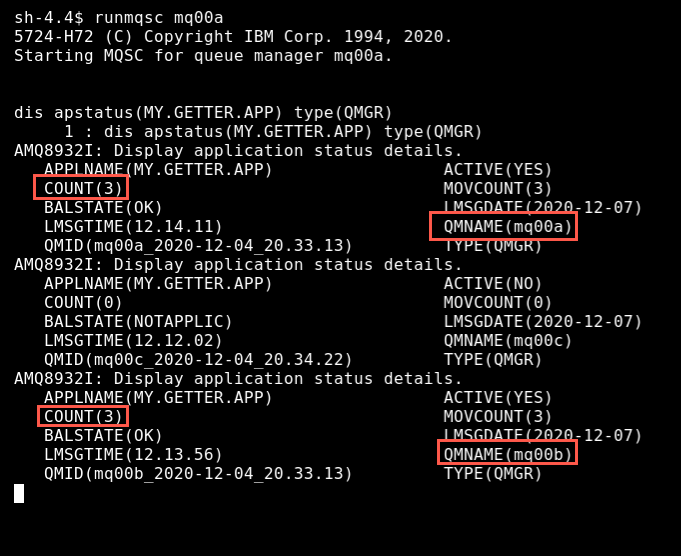 sh-4.4$ runmqsc mq00a
5724-H72 (C) Copyright IBM Corp. 1994, 2020.
Starting MQSC for queue manager mq00a.
dis apstatus(MY.GETTER.APP) type(QMGR)
1 : dis apstatus(MY.GETTER.APP) type(QMGR)
AMQ8932I: Display application status details.
APPLNAME(MY.GETTER.APP) ACTIVE(YES)
COUNT(3) MOVCOUNT(3)
BALSTATE(OK) LMSGDATE(2020-12-07)
LMSGTIME(12.14.11) QMNAME(mq00a)
QMID(mq00a_2020-12-04_20.33.13) TYPE(QMGR)
AMQ8932I: Display application status details.
APPLNAME(MY.GETTER.APP) ACTIVE(NO)
COUNT(0) MOVCOUNT(0)
BALSTATE(NOTAPPLIC) LMSGDATE(2020-12-07)
LMSGTIME(12.12.02) QMNAME(mq00c)
QMID(mq00c_2020-12-04_20.34.22) TYPE(QMGR)
AMQ8932I: Display application status details.
APPLNAME(MY.GETTER.APP) ACTIVE(YES)
COUNT(3) MOVCOUNT(3)
BALSTATE(OK) LMSGDATE(2020-12-07)
LMSGTIME(12.13.56) QMNAME(mq00b)
QMID(mq00b_2020-12-04_20.33.13) TYPE(QMGR)